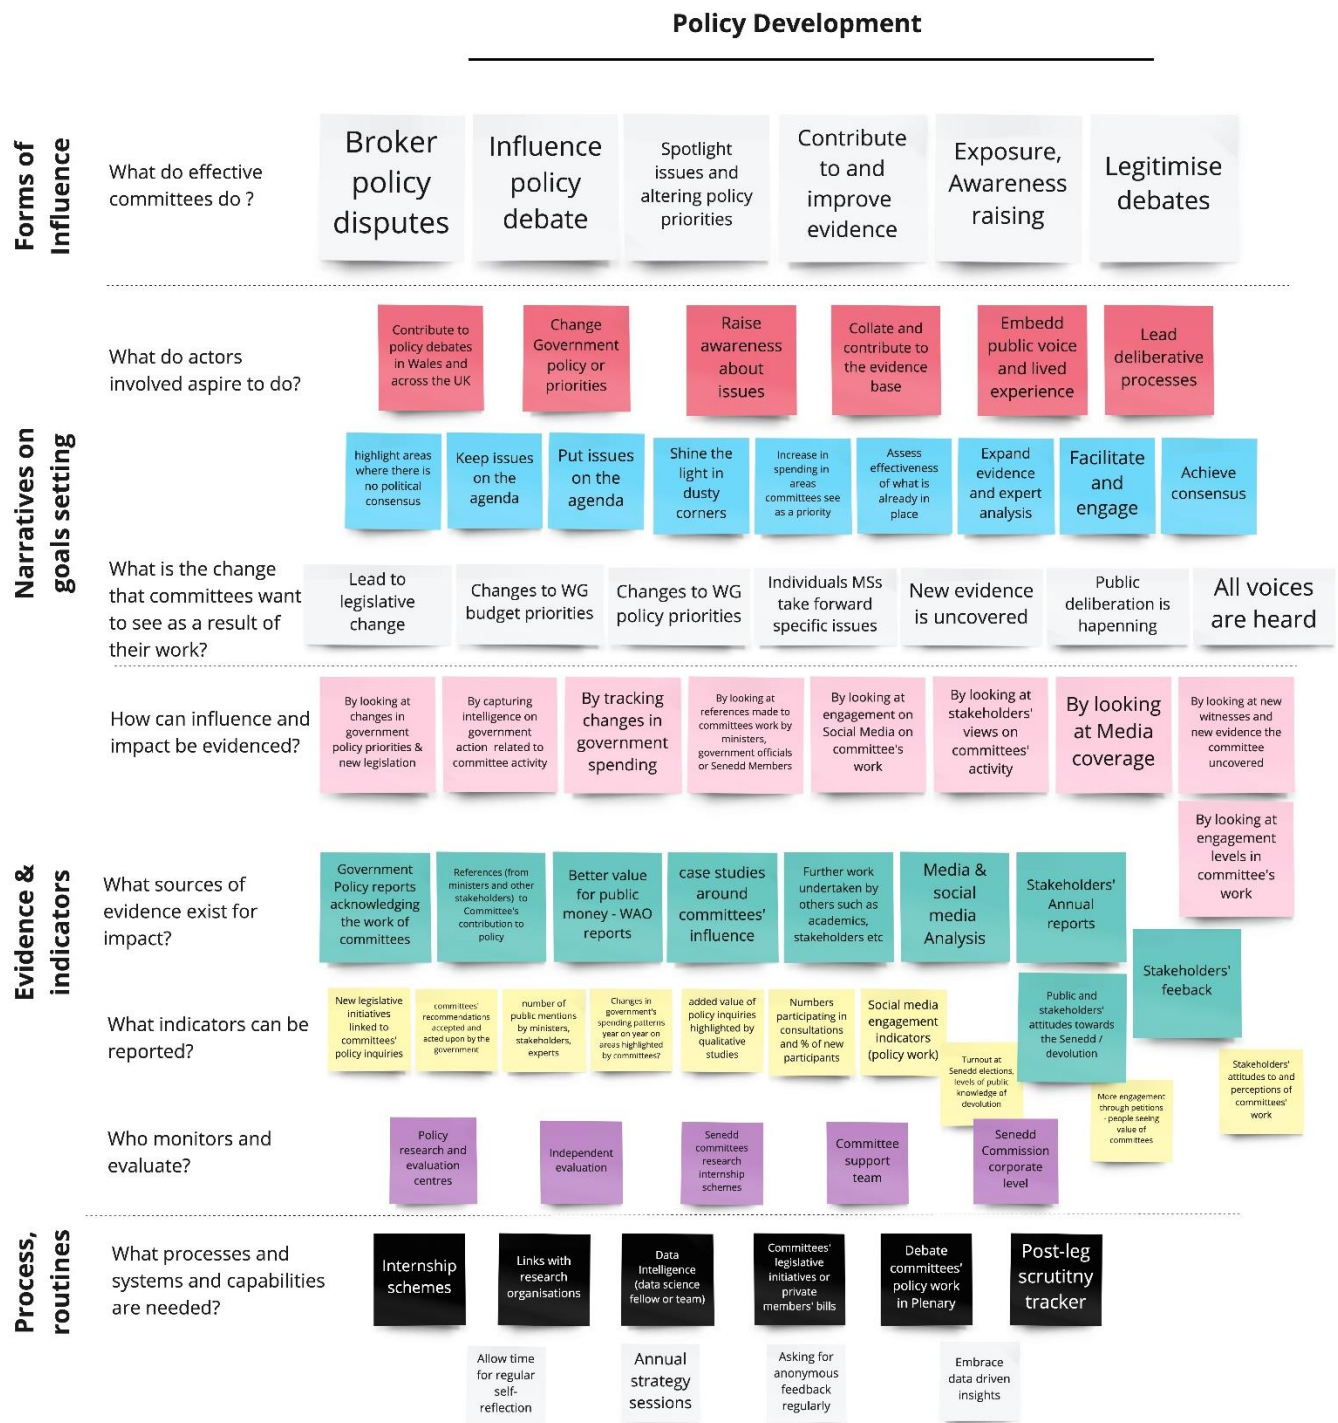 Policy Development
Forms of
Influence
What do effective
committees do ?
Broker
policy
disputes
Influence
policy
debate
Spotlight
issues and
altering policy
priorities
Contribute
to and
improve
evidence
Exposure,
Awareness
raising
Legitimise
debates
Narratives on
goals setting
What do actors
involved aspire to do?
Contribute to
policy debates
in Wales and
across the UK
Change
Government
policy or
priorities
Raise
awareness
about
issues
Collate and
contribute to
the evidence
base
Embedd
public voice
and lived
experience
Lead
deliberative
processes
highlight areas
where there is
no political
consensus
Keep issues
on the
agenda
Put issues
on the
agenda
Shine the
light in
dusty
corners
Increase in
spending in
areas
committees see
as a priority
Assess
effectiveness
of what is
already in
place
Expand
evidence
and expert
analysis
Facilitate
and
engage
Achieve
consensus
What is the change
that committees want
to see as a result of
their work?
Lead to
legislative
change
Changes to WG
budget priorities
Changes to WG
policy priorities
Individuals MSs
take forward
specific issues
New evidence
is uncovered
Public
deliberation is
hapenning
All voices
are heard
Evidence &
indicators
How can influence and
impact be evidenced?
By looking at
changes in
government
policy priorities &
new legislation
By capturing
intelligence on
government
action related to
committee activity
By tracking
changes in
government
spending
By looking at
references made to
committees work by
ministers,
government officials
or Senedd Members
By looking at
engagement on
Social Media on
committee's
work
By looking at
stakeholders'
views on
committees'
activity
By looking
at Media
coverage
By looking at new
witnesses and
new evidence the
committee
uncovered
By looking at
engagement
levels in
committee's
work
What sources of
evidence exist for
impact?
Government
Policy reports
acknowledging
the work of
committees
References (from
ministers and other
stakeholders) to
Committee's
contribution to
policy
Better value
for public
money - WAO
reports
case studies
around
committees'
influence
Further work
undertaken by
others such as
academics,
stakeholders etc
Media &
social
media
Analysis
Stakeholders'
Annual
reports
Stakeholders'
feeback
Public and
stakeholders'
attitudes towards
the Senedd /
devolution
What indicators can be
reported?
New legislative
initiatives
linked to
committees'
policy inquiries
committees'
recommendations
accepted and
acted upon by the
government
number of
public mentions
by ministers,
stakeholders,
experts
Changes in
government's
spending patterns
year on year on
areas highlighted
by committees?
added value of
policy inquiries
highlighted by
qualitative
studies
Numbers
participating in
consultations
and % of new
participants
Social media
engagement
indicators
(policy work)
Turnout at
Senedd elections,
levels of public
knowledge of
devolution
More engagement
through petitions
- people seeing
value of
committees
Stakeholders'
attitudes to and
perceptions of
committees'
work
Who monitors and
evaluate?
Policy
research and
evaluation
centres
Independent
evaluation
Senedd
committees
research
internship
schemes
Committee
support
team
Senedd
Commission
corporate
level
Process,
routines
What processes and
systems and capabilities
are needed?
Internship
schemes
Links with
research
organisations
Data
Intelligence
(data science
fellow or team)
Committees'
legislative
initiatives or
private
members' bills
Debate
committees'
policy work
in Plenary
Post-leg
scrutitny
tracker
Allow time
for regular
self-
reflection
Annual
strategy
sessions
Asking for
anonymous
feedback
regularly
Embrace
data driven
insights